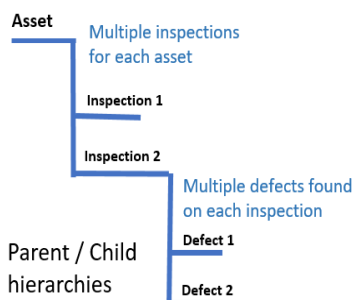 Asset
Multiple inspections
for each asset
Inspection 1
Inspection 2
Multiple defects found
on each inspection
Defect 1
Parent / Child
hierarchies
Defect 2